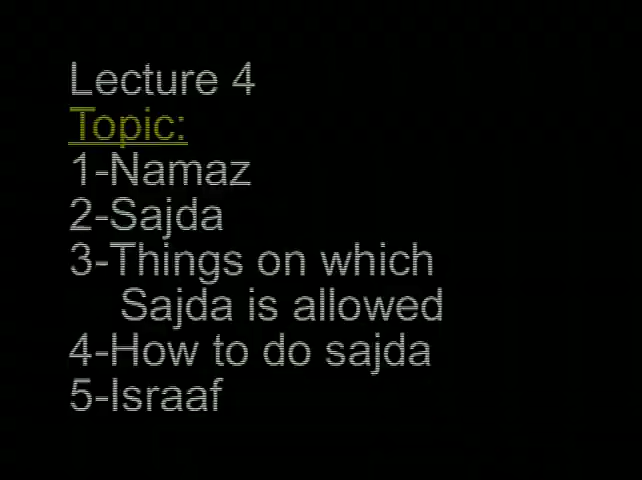 Lecture 4
Topic:
1-Namaz
2-Sajda
3-Things on which
Sajda is allowed
4-How to do sajda
5-Israaf